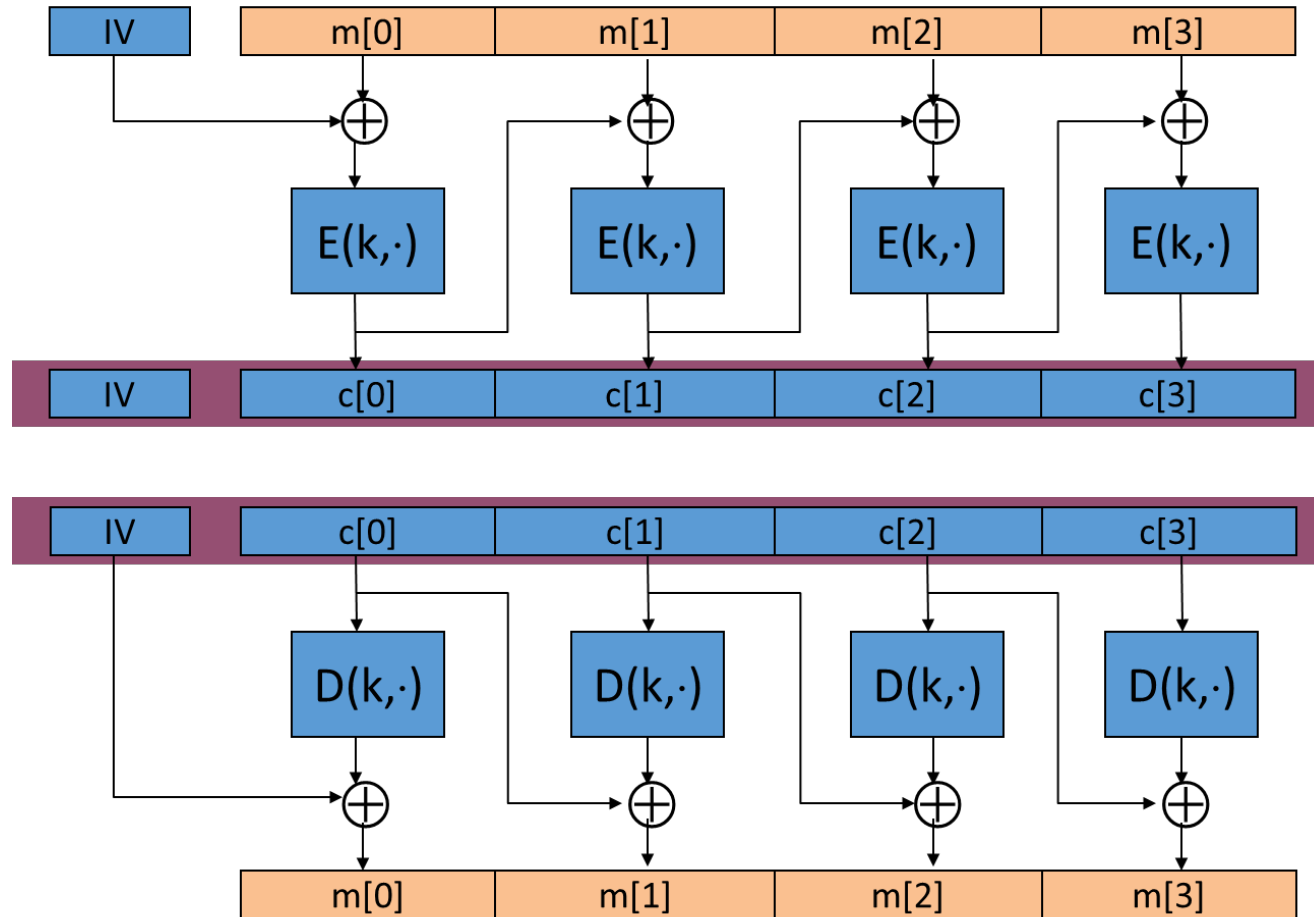 IV m[0] m[1] m[2] m[3]
E(k,·) E(k,·) E(k,·) E(k,·)
IV c[0] c[1] c[2] c[3]
IV c[0] c[1] c[2] c[3]
D(k,·) D(k,·) D(k,·) D(k,·)
m[0] m[1] m[2] m[3]